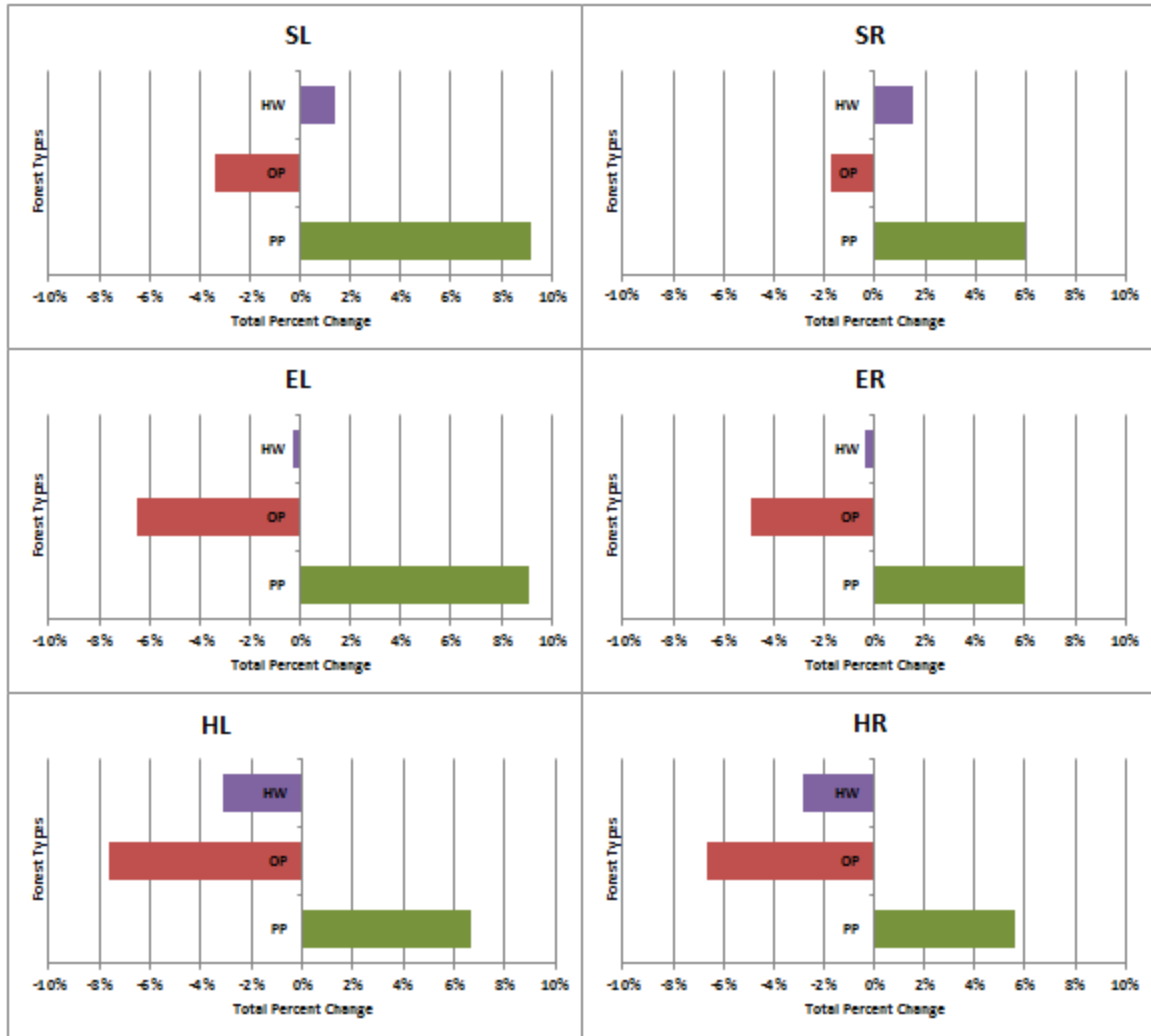 SL
Forest Types
HW
OP
PP
-10% -8% -6% -4% -2% 0% 2% 4% 6% 8% 10%
Total Percent Change
SR
Forest Types
HW
OP
PP
-10% -8% -6% -4% -2% 0% 2% 4% 6% 8% 10%
Total Percent Change
EL
Forest Types
HW
OP
PP
-10% -8% -6% -4% -2% 0% 2% 4% 6% 8% 10%
Total Percent Change
ER
Forest Types
HW
OP
PP
-10% -8% -6% -4% -2% 0% 2% 4% 6% 8% 10%
Total Percent Change
HL
Forest Types
HW
OP
PP
-10% -8% -6% -4% -2% 0% 2% 4% 6% 8% 10%
Total Percent Change
HR
Forest Types
HW
OP
PP
-10% -8% -6% -4% -2% 0% 2% 4% 6% 8% 10%
Total Percent Change